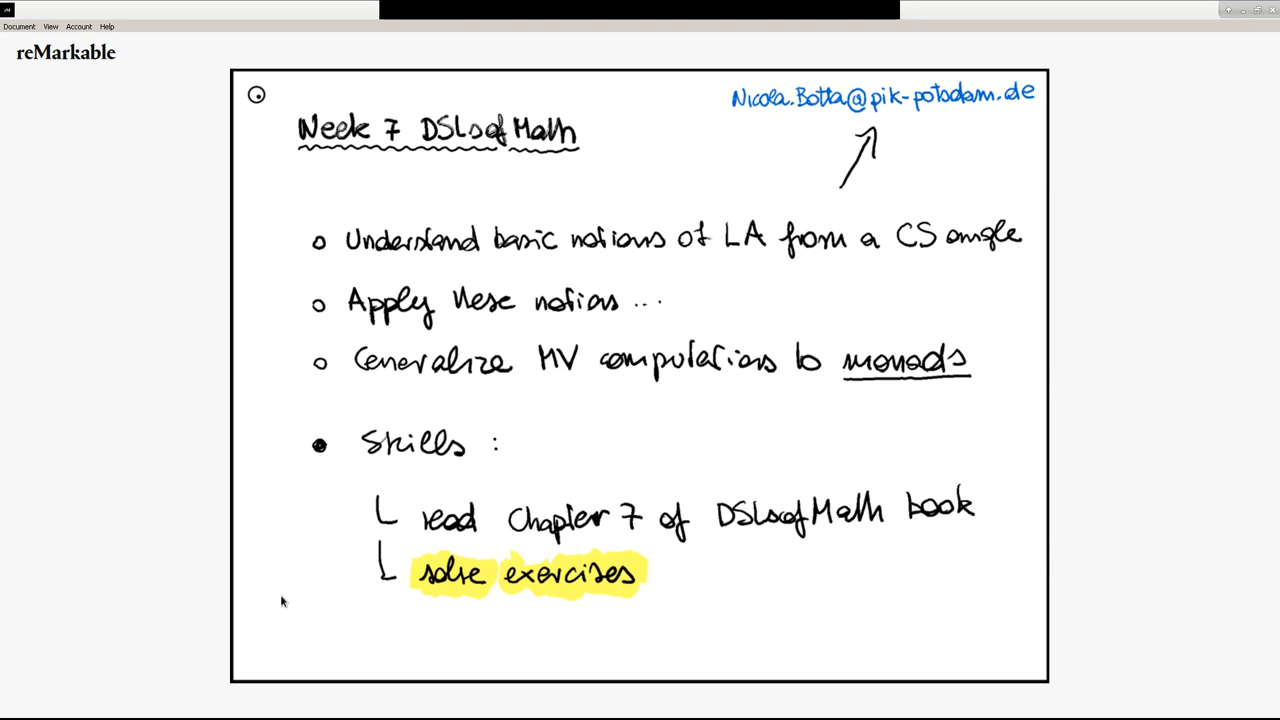 Document View Account Help
reMarkable
Nicola.Botta@pik-potsdam.de
Week 7 DSLsofMath
Understand basic notions of LA from a CS angle
Apply these notions ...
Generalize MV computations to monads
Skills :
read Chapter 7 of DSLsofMath book
solve exercises